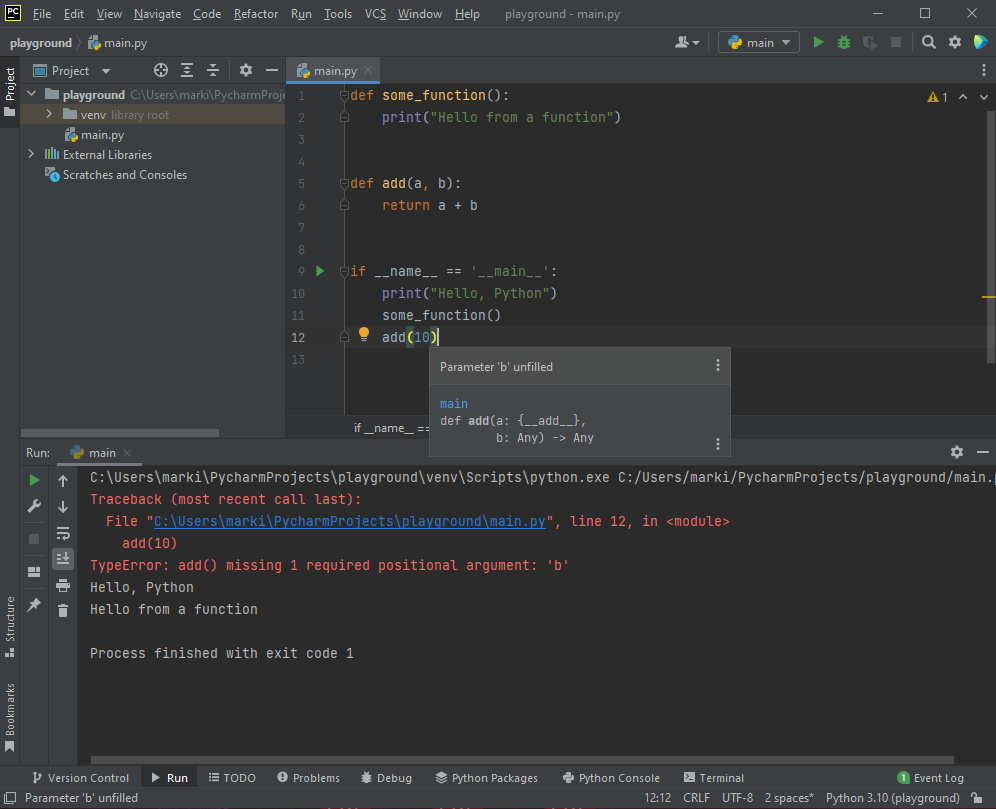 PC File Edit View Navigate Code Refactor Run Tools VCS Window Help playground - main.py
playground main.py main
Project Project main.py
playground C:\Users\marki\PycharmProje
venv library root
main.py
External Libraries
Scratches and Consoles
1 def some_function():
2 print("Hello from a function")
3
4
5 def add(a, b):
6 return a + b
7
8
9 if __name__ == '__main__':
10 print("Hello, Python")
11 some_function()
12 add(10)
13
1
Parameter 'b' unfilled
main
def add(a: {__add__},
b: Any) -> Any
if __name__ ==
Run: main
C:\Users\marki\PycharmProjects\playground\venv\Scripts\python.exe C:/Users/marki/PycharmProjects/playground/main.p
Traceback (most recent call last):
File "C:\Users\marki\PycharmProjects\playground\main.py", line 12, in <module>
add(10)
TypeError: add() missing 1 required positional argument: 'b'
Hello, Python
Hello from a function
Process finished with exit code 1
Structure
Bookmarks
Version Control Run TODO Problems Debug Python Packages Python Console Terminal 1 Event Log
Parameter 'b' unfilled 12:12 CRLF UTF-8 2 spaces* Python 3.10 (playground)